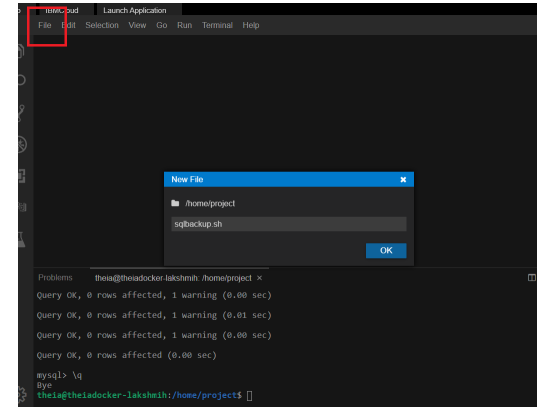 IBMCloud Launch Application
File Edit Selection View Go Run Terminal Help
New File
/home/project
sqlbackup.sh
OK
Problems theia@theiadocker-lakshmih: /home/project ×
Query OK, 0 rows affected, 1 warning (0.00 sec)
Query OK, 0 rows affected, 1 warning (0.01 sec)
Query OK, 0 rows affected, 1 warning (0.00 sec)
Query OK, 0 rows affected (0.00 sec)
mysql> \q
Bye
theia@theiadocker-lakshmih:/home/project$